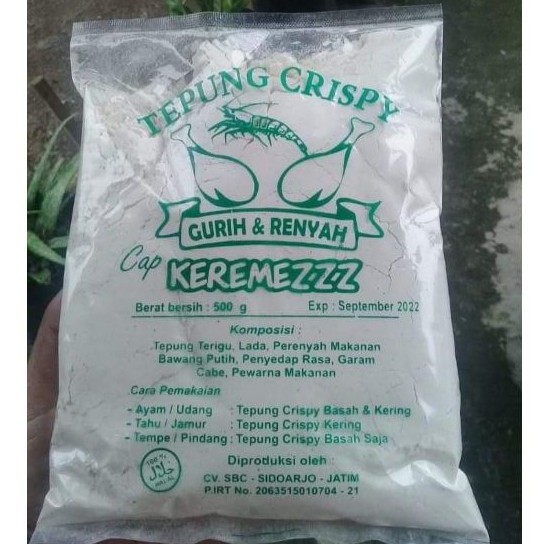 TEPUNG CRISPY
GURIH & RENYAH
Cap KEREMEZZZ
Berat bersih : 500 g Exp : September 2022
Komposisi :
Tepung Terigu, Lada, Perenyah Makanan
Bawang Putih, Penyedap Rasa, Garam
Cabe, Pewarna Makanan
Cara Pemakaian
- Ayam / Udang : Tepung Crispy Basah & Kering
- Tahu / Jamur : Tepung Crispy Kering
- Tempe / Pindang : Tepung Crispy Basah Saja
Diproduksi oleh :
CV. SBC - SIDOARJO - JATIM
P.IRT No. 2063515010704 - 21
حلال
HALAL